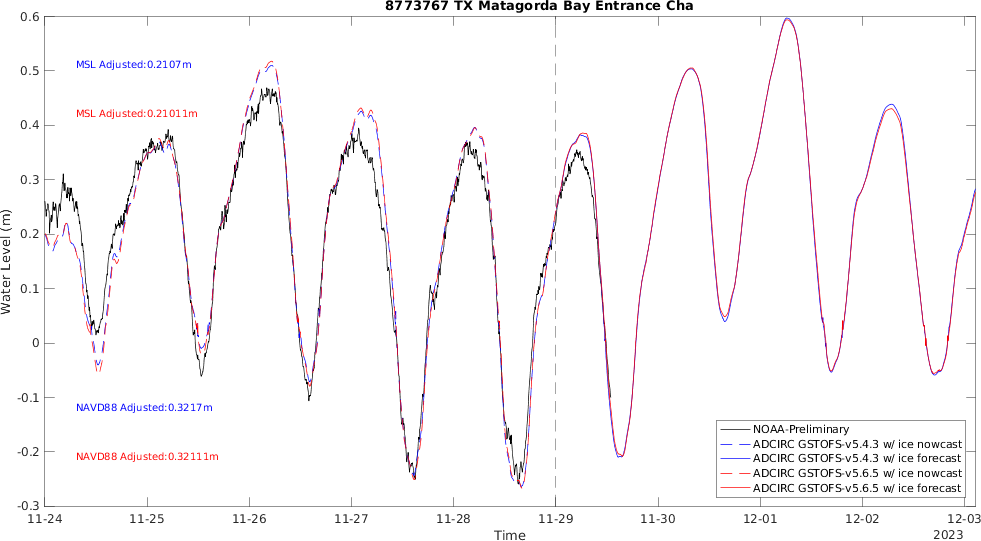 8773767 TX Matagorda Bay Entrance Cha
0.6
MSL Adjusted:0.2107m
0.5
MSL Adjusted:0.21011m
0.4
0.3
0.2
Water Level (m)
0.1
0
-0.1
NAVD88 Adjusted:0.3217m
-0.2
NAVD88 Adjusted:0.32111m
-0.3
NOAA-Preliminary
ADCIRC GSTOFS-v5.4.3 w/ ice nowcast
ADCIRC GSTOFS-v5.4.3 w/ ice forecast
ADCIRC GSTOFS-v5.6.5 w/ ice nowcast
ADCIRC GSTOFS-v5.6.5 w/ ice forecast
11-24 11-25 11-26 11-27 11-28 11-29 11-30 12-01 12-02 12-03
Time
2023